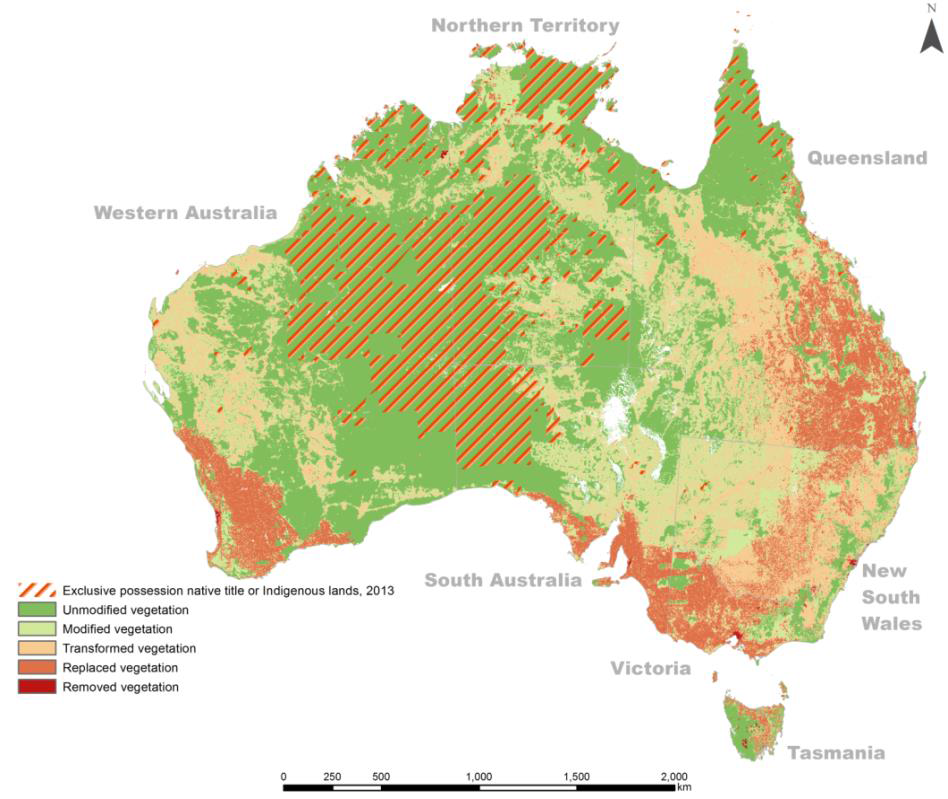 N
Northern Territory
Queensland
Western Australia
South Australia
New
South
Wales
Victoria
Tasmania
Exclusive possession native title or Indigenous lands, 2013
Unmodified vegetation
Modified vegetation
Transformed vegetation
Replaced vegetation
Removed vegetation
0 250 500 1,000 1,500 2,000
km